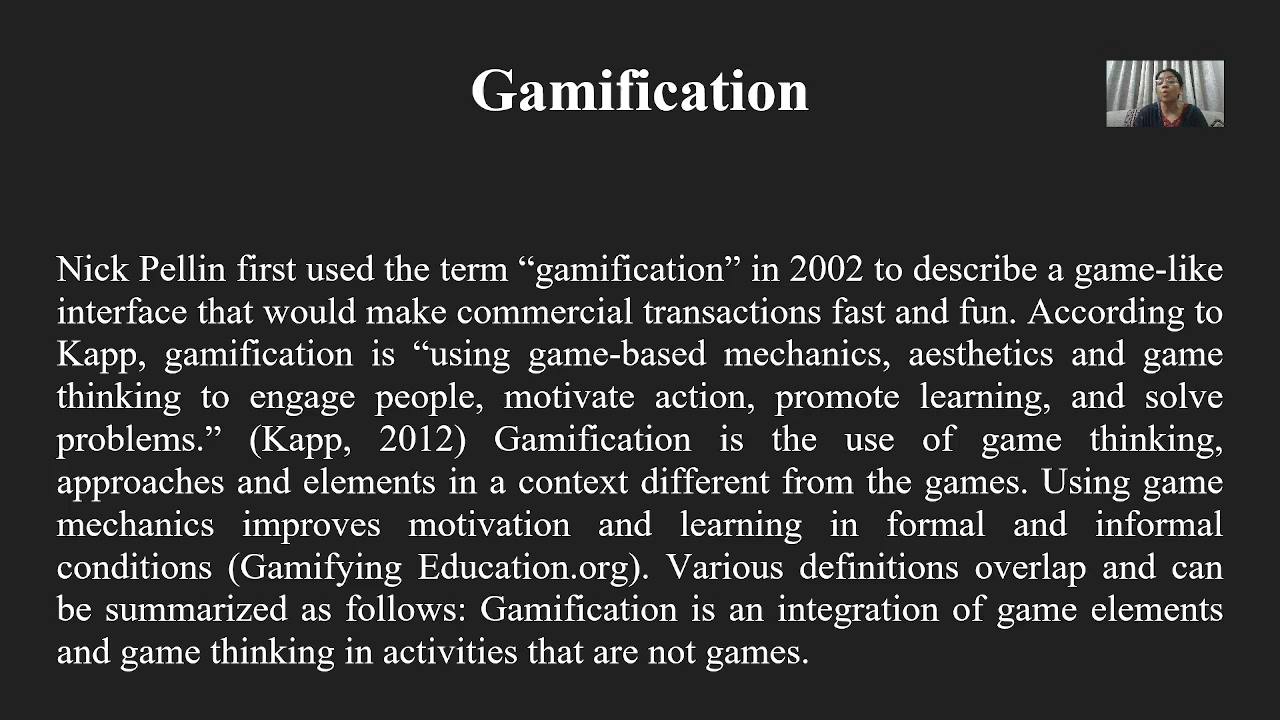 Gamification
Nick Pellin first used the term “gamification” in 2002 to describe a game-like
interface that would make commercial transactions fast and fun. According to
Kapp, gamification is “using game-based mechanics, aesthetics and game
thinking to engage people, motivate action, promote learning, and solve
problems.” (Kapp, 2012) Gamification is the use of game thinking,
approaches and elements in a context different from the games. Using game
mechanics improves motivation and learning in formal and informal
conditions (Gamifying Education.org). Various definitions overlap and can
be summarized as follows: Gamification is an integration of game elements
and game thinking in activities that are not games.